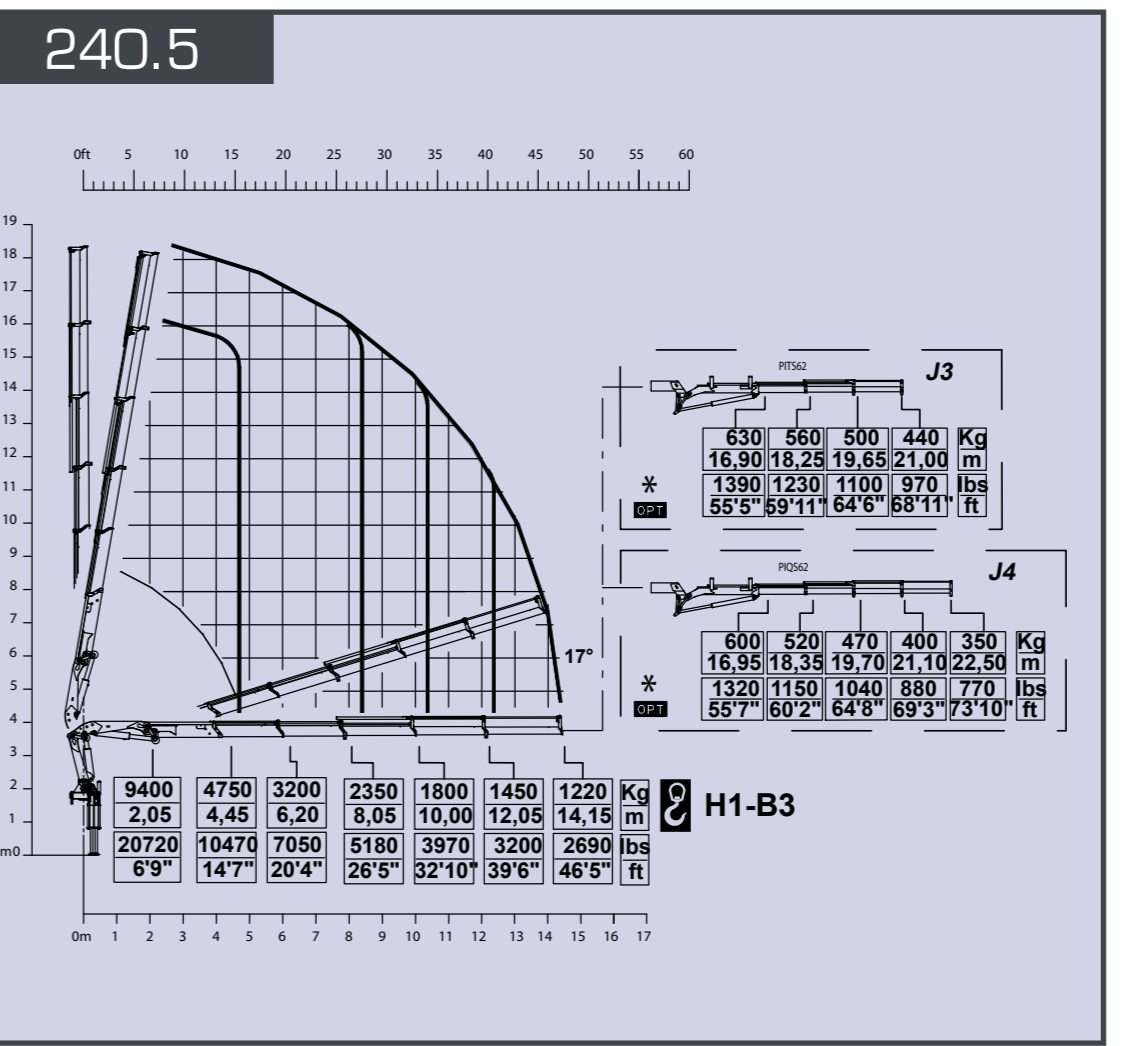 240.5
0ft 5 10 15 20 25 30 35 40 45 50 55 60
19
18
17
16
15
14
13
12
11
10
9
8
7
6
5
4
3
2
1
m0
17°
PITS62
J3
630 560 500 440 Kg
16,90 18,25 19,65 21,00 m
1390 1230 1100 970 lbs
55'5" 59'11" 64'6" 68'11" ft
*
OPT
PIQS62
J4
600 520 470 400 350 Kg
16,95 18,35 19,70 21,10 22,50 m
1320 1150 1040 880 770 lbs
55'7" 60'2" 64'8" 69'3" 73'10" ft
*
OPT
9400 4750 3200 2350 1800 1450 1220 Kg
2,05 4,45 6,20 8,05 10,00 12,05 14,15 m
20720 10470 7050 5180 3970 3200 2690 lbs
6'9" 14'7" 20'4" 26'5" 32'10" 39'6" 46'5" ft
H1-B3
0m 1 2 3 4 5 6 7 8 9 10 11 12 13 14 15 16 17